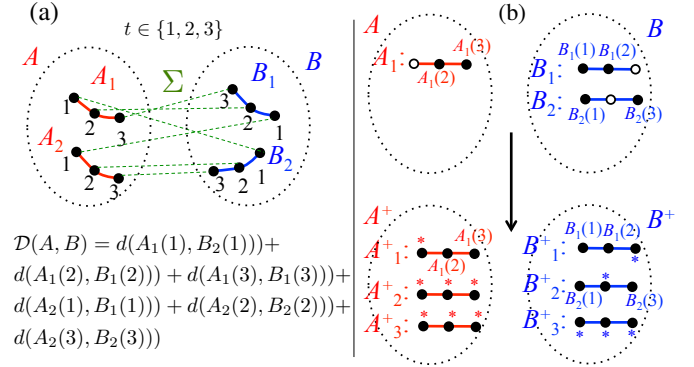 (a)
t ∈ {1, 2, 3}
A
A₁
Σ
B₁
B
1
2
3
3
2
1
A₂
B₂
1
2
3
3
2
1
𝒟(A, B) = d(A₁(1), B₂(1)))+
d(A₁(2), B₁(2))) + d(A₁(3), B₁(3)))+
d(A₂(1), B₁(1))) + d(A₂(2), B₂(2)))+
d(A₂(3), B₂(3)))
(b)
A
A₁: A₁(3)
A₁(2)
B
B₁(1) B₁(2)
B₁:
B₂:
B₂(1) B₂(3)
A⁺
* A₁(3)
A⁺₁:
A₁(2)
* * *
A⁺₂:
* * *
A⁺₃:
B⁺
B₁(1) B₁(2)
B⁺₁:
*
*
B⁺₂:
B₂(1) B₂(3)
B⁺₃:
* * *